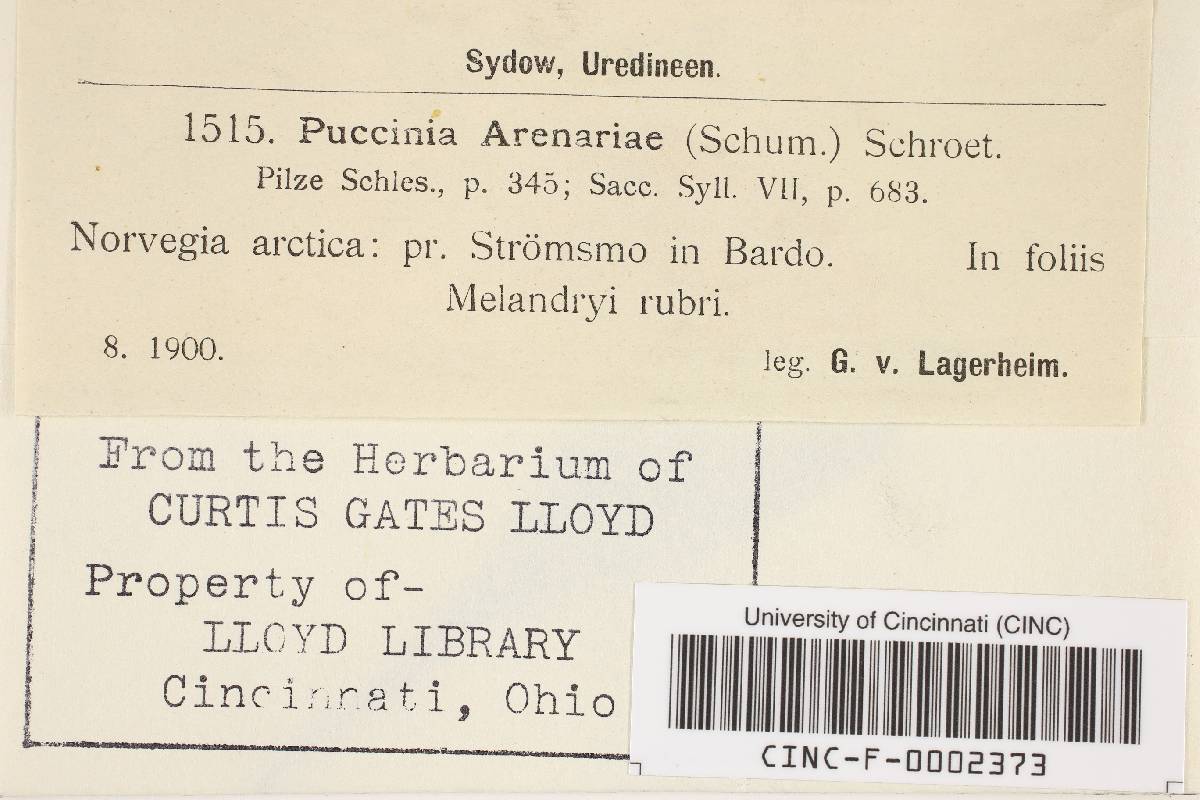 Sydow, Uredineen.
1515. Puccinia Arenariae (Schum.) Schroet.
Pilze Schles., p. 345; Sacc. Syll. VII, p. 683.
Norvegia arctica: pr. Strömsmo in Bardo. In foliis
Melandryi rubri.
8. 1900. leg. G. v. Lagerheim.
From the Herbarium of
CURTIS GATES LLOYD
Property of-
LLOYD LIBRARY
Cincinnati, Ohio
University of Cincinnati (CINC)
CINC-F-0002373